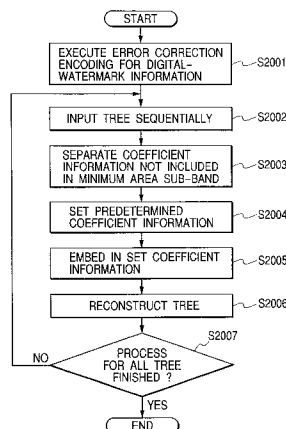 START
EXECUTE ERROR CORRECTION
ENCODING FOR DIGITAL-
WATERMARK INFORMATION
S2001
INPUT TREE SEQUENTIALLY
S2002
SEPARATE COEFFICIENT
INFORMATION NOT INCLUDED
IN MINIMUM AREA SUB-BAND
S2003
SET PREDETERMINED
COEFFICIENT INFORMATION
S2004
EMBED IN SET COEFFICIENT
INFORMATION
S2005
RECONSTRUCT TREE
S2006
S2007
PROCESS
FOR ALL TREE
FINISHED ?
NO
YES
END